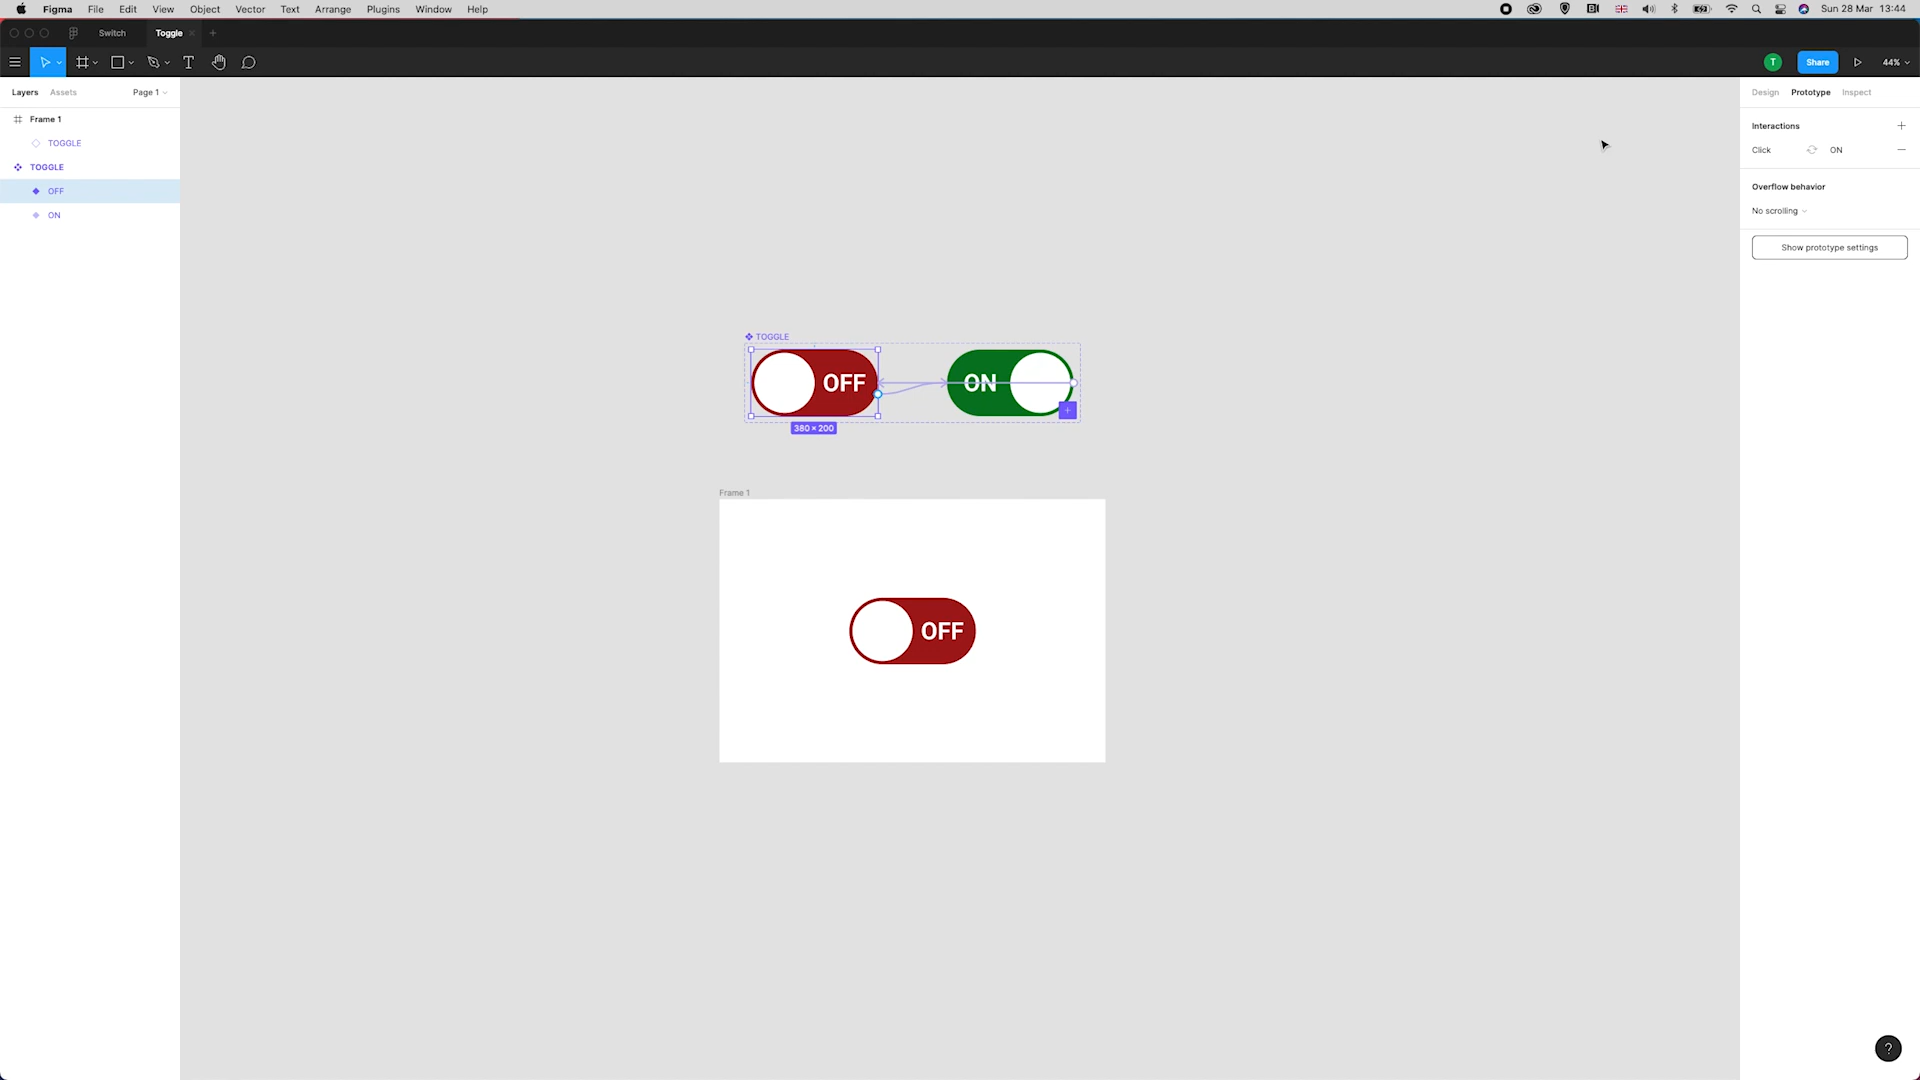 Figma File Edit View Object Vector Text Arrange Plugins Window Help Sun 28 Mar 13:44
Switch Toggle
T Share 44%
Layers Assets Page 1
Design Prototype Inspect
Frame 1
TOGGLE
TOGGLE
OFF
ON
Interactions
Click ON
Overflow behavior
No scrolling
Show prototype settings
TOGGLE
OFF
ON
380 × 200
Frame 1
OFF
?